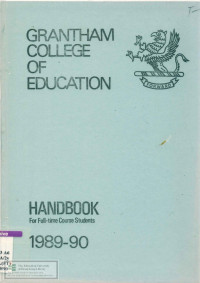 GRANTHAM
COLLEGE
OF
EDUCATION
HANDBOOK
For Full-time Course Students
1989-90